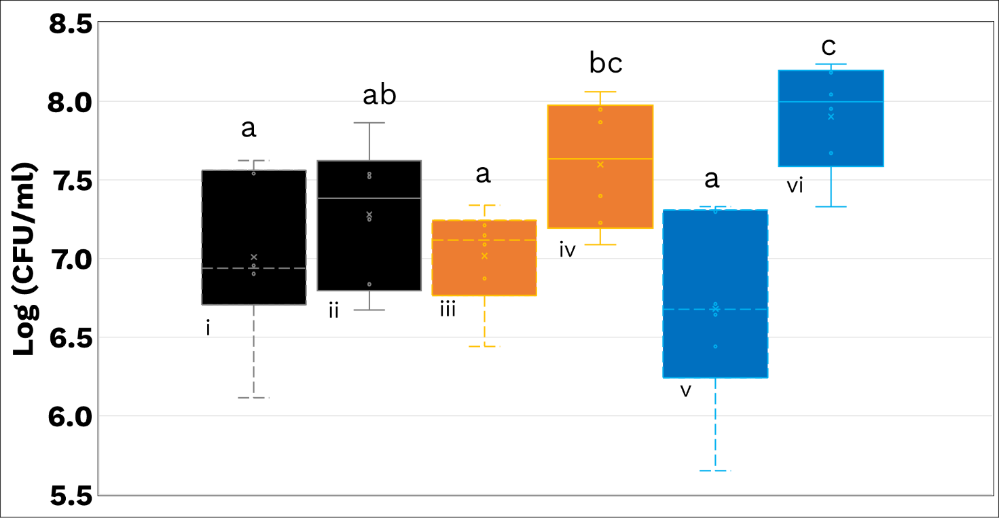 Log (CFU/ml)
8.5
8.0
7.5
7.0
6.5
6.0
5.5
a
ab
a
bc
a
c
i
ii
iii
iv
v
vi